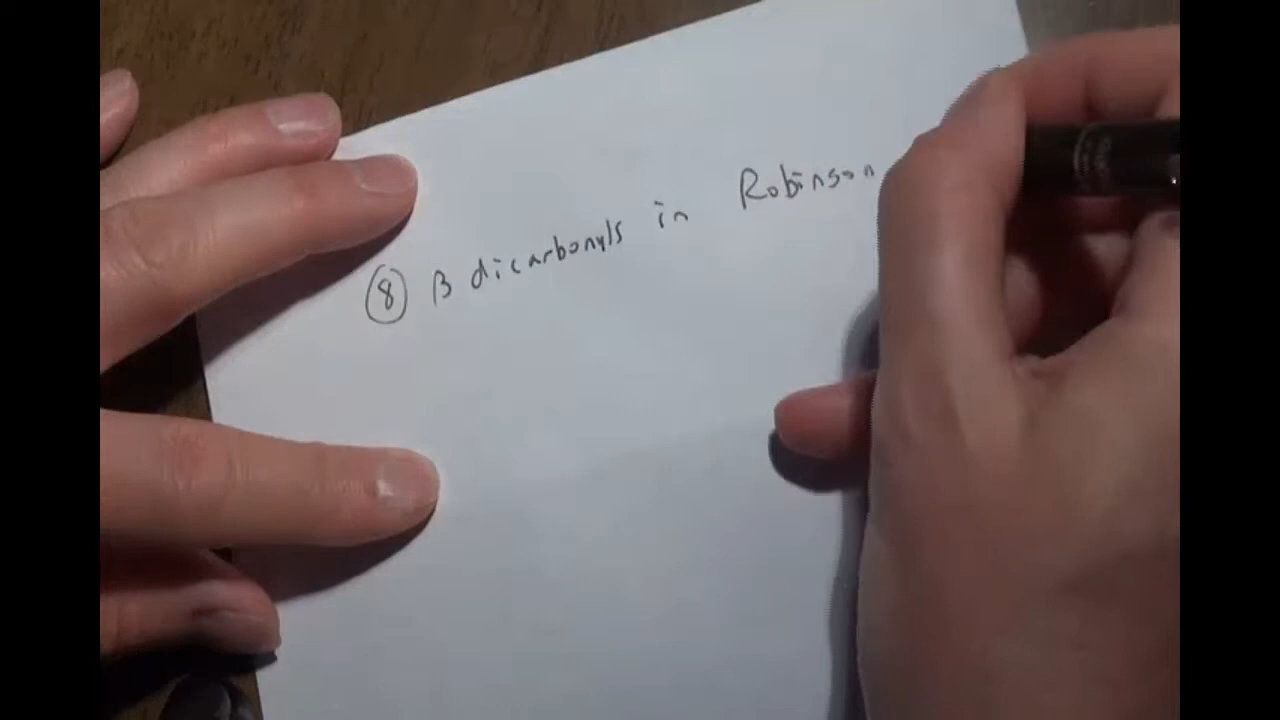 ⑧ β dicarbonyls in Robinson